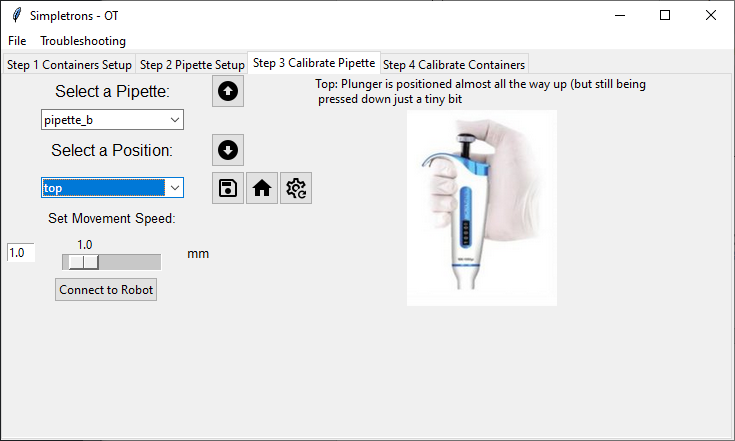 Simpletrons - OT
File Troubleshooting
Step 1 Containers Setup Step 2 Pipette Setup Step 3 Calibrate Pipette Step 4 Calibrate Containers
Select a Pipette:
pipette_b
Select a Position:
top
Set Movement Speed:
1.0
1.0
mm
Connect to Robot
Top: Plunger is positioned almost all the way up (but still being
pressed down just a tiny bit